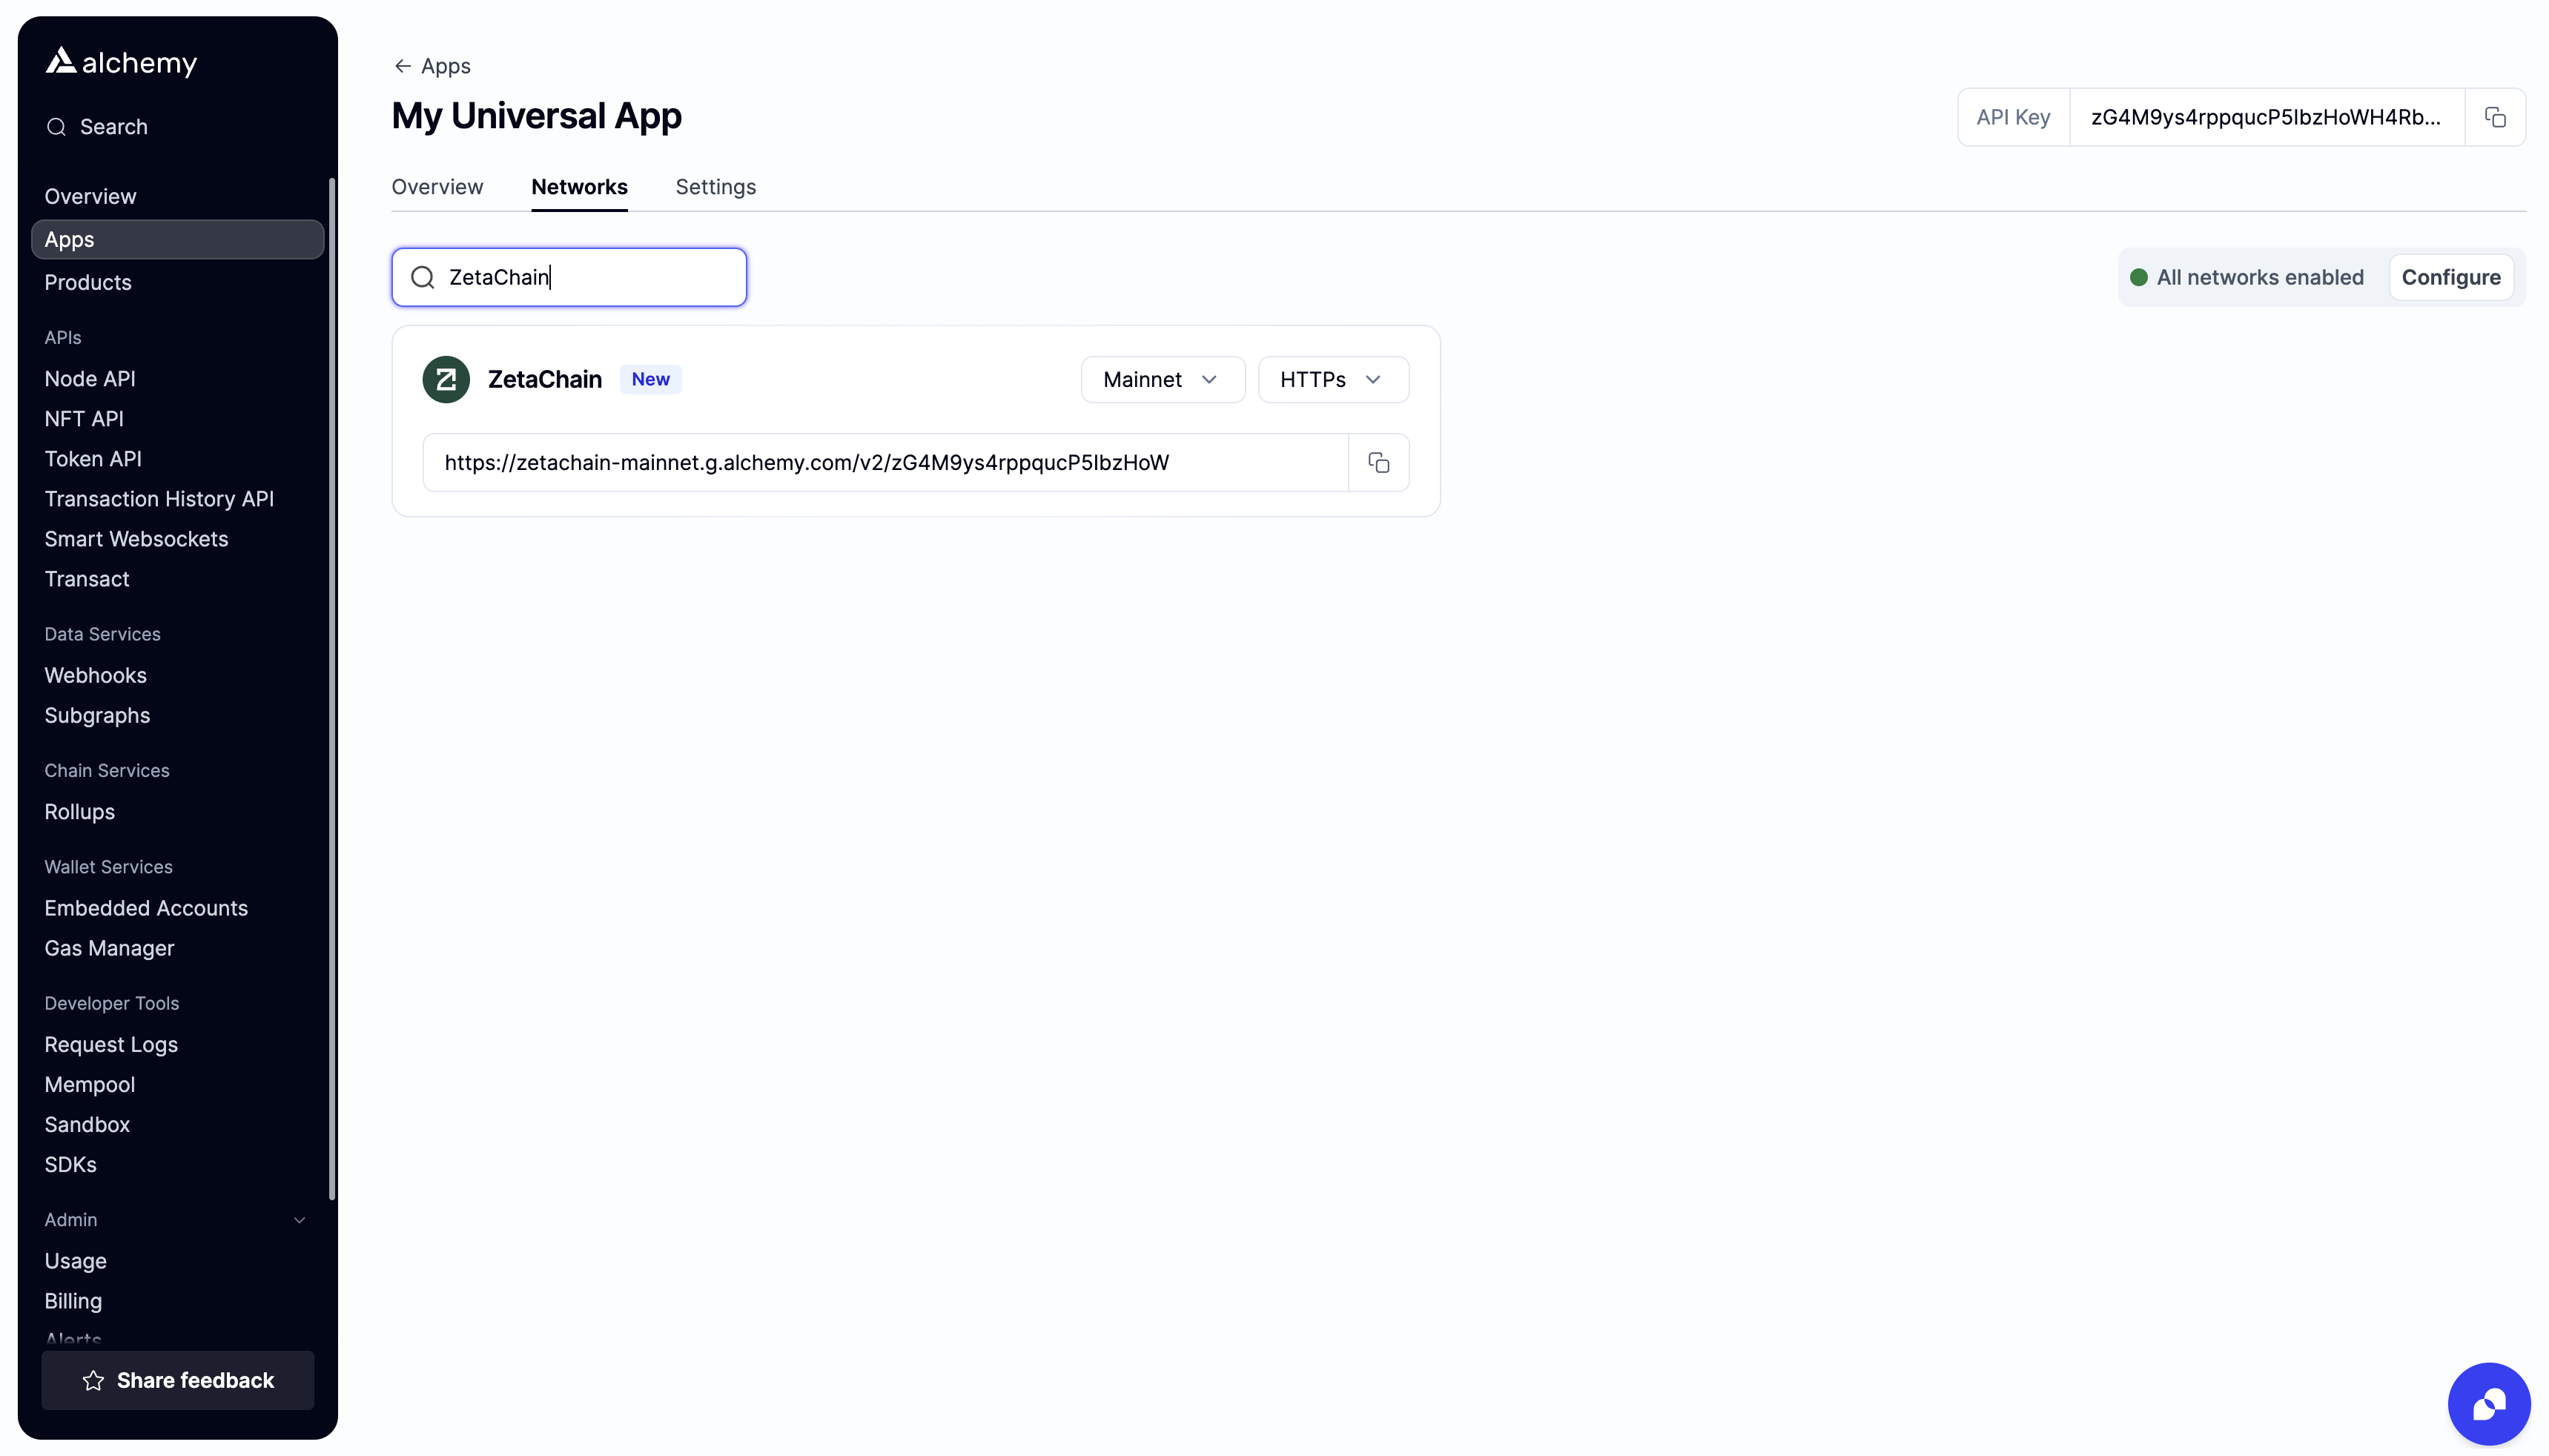 alchemy
Search
Overview
Apps
Products
APIs
Node API
NFT API
Token API
Transaction History API
Smart Websockets
Transact
Data Services
Webhooks
Subgraphs
Chain Services
Rollups
Wallet Services
Embedded Accounts
Gas Manager
Developer Tools
Request Logs
Mempool
Sandbox
SDKs
Admin
Usage
Billing
Alerts
Share feedback
← Apps
My Universal App
API Key zG4M9ys4rppqucP5IbzHoWH4Rb...
Overview Networks Settings
ZetaChain
All networks enabled Configure
ZetaChain New Mainnet HTTPs
https://zetachain-mainnet.g.alchemy.com/v2/zG4M9ys4rppqucP5IbzHoW